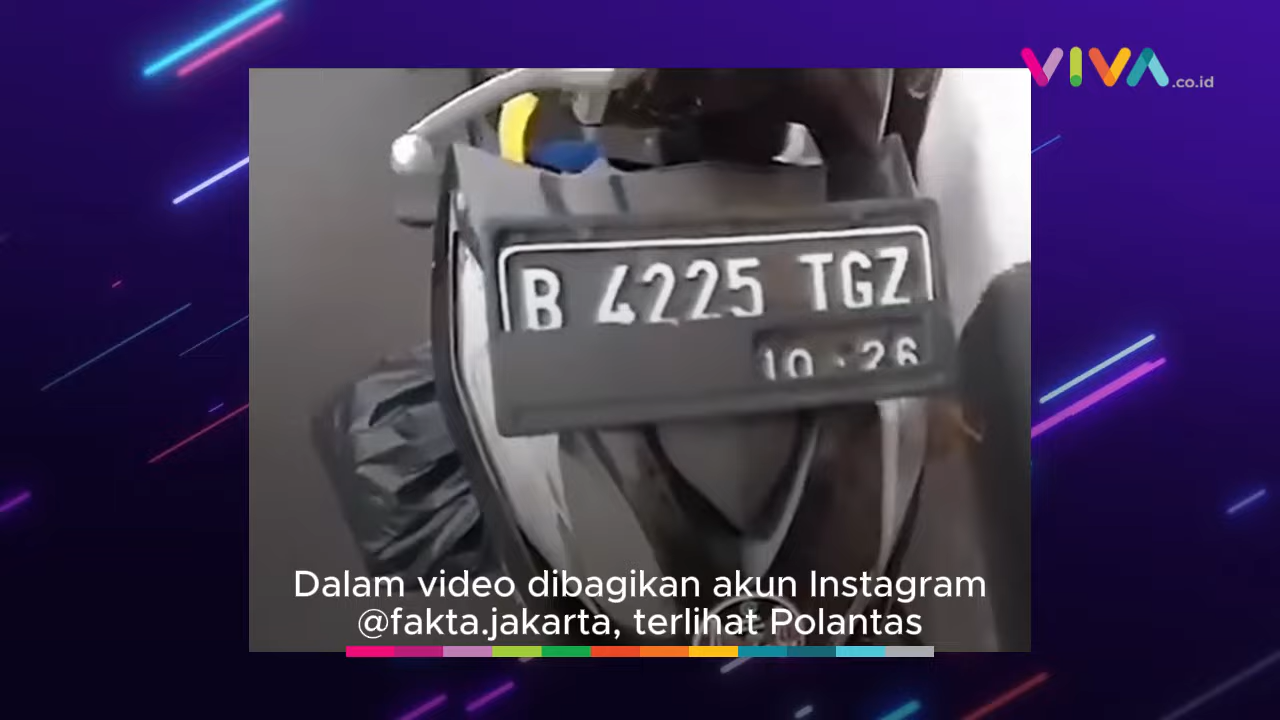 VIVA.co.id
B 4225 TGZ
10 · 26
Dalam video dibagikan akun Instagram
@fakta.jakarta, terlihat Polantas